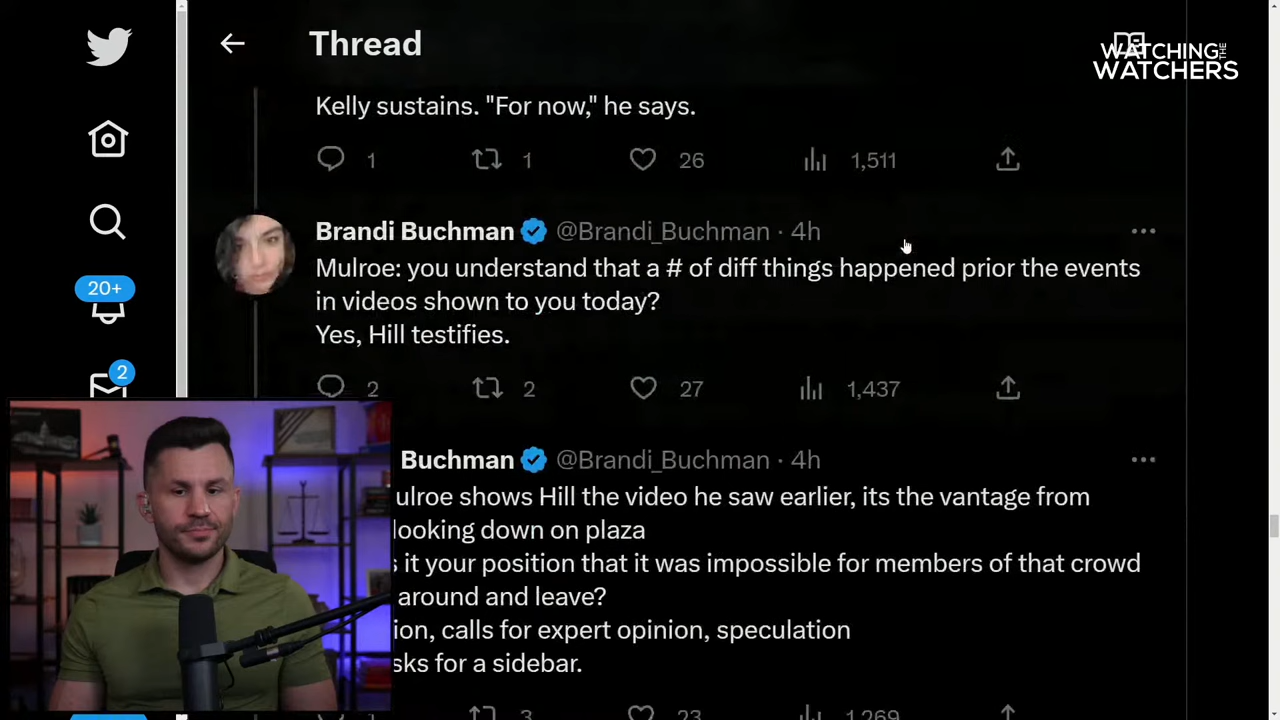 Thread
WATCHING THE
WATCHERS
Kelly sustains. "For now," he says.
1 1 26 1,511
20+
Brandi Buchman @Brandi_Buchman · 4h
Mulroe: you understand that a # of diff things happened prior the events
in videos shown to you today?
Yes, Hill testifies.
2 2 27 1,437
2
Buchman @Brandi_Buchman · 4h
ulroe shows Hill the video he saw earlier, its the vantage from
looking down on plaza
s it your position that it was impossible for members of that crowd
around and leave?
ion, calls for expert opinion, speculation
sks for a sidebar.
3 23 1,269